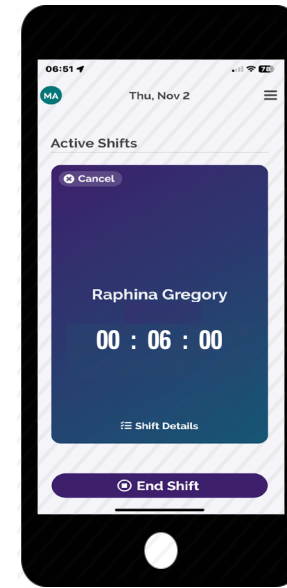 06:51
MA
Thu, Nov 2
Active Shifts
Cancel
Raphina Gregory
00 : 06 : 00
Shift Details
End Shift